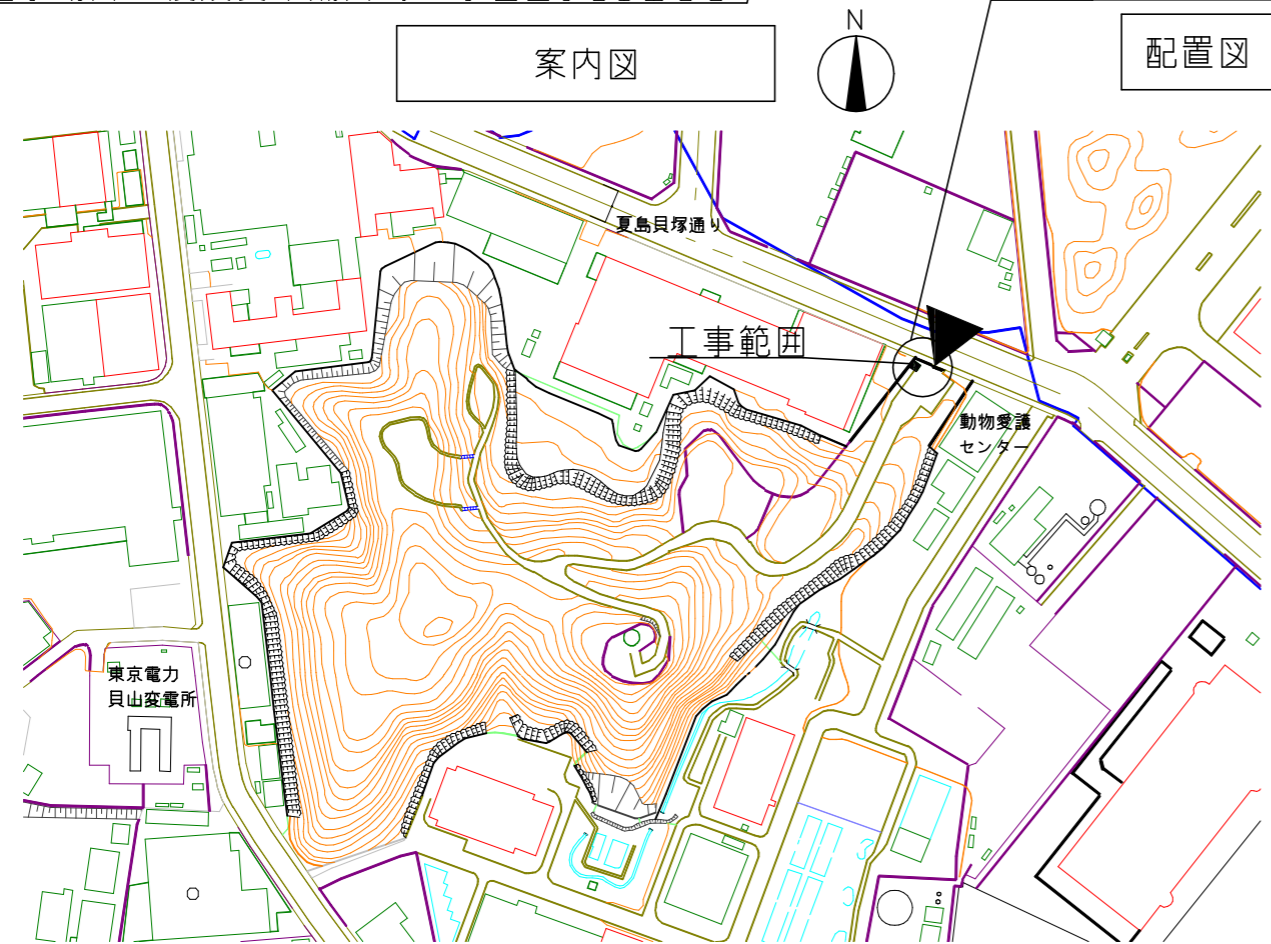 案内図
N
配置図
夏島貝塚通り
工事範囲
動物愛護
センター
東京電力
貝山変電所